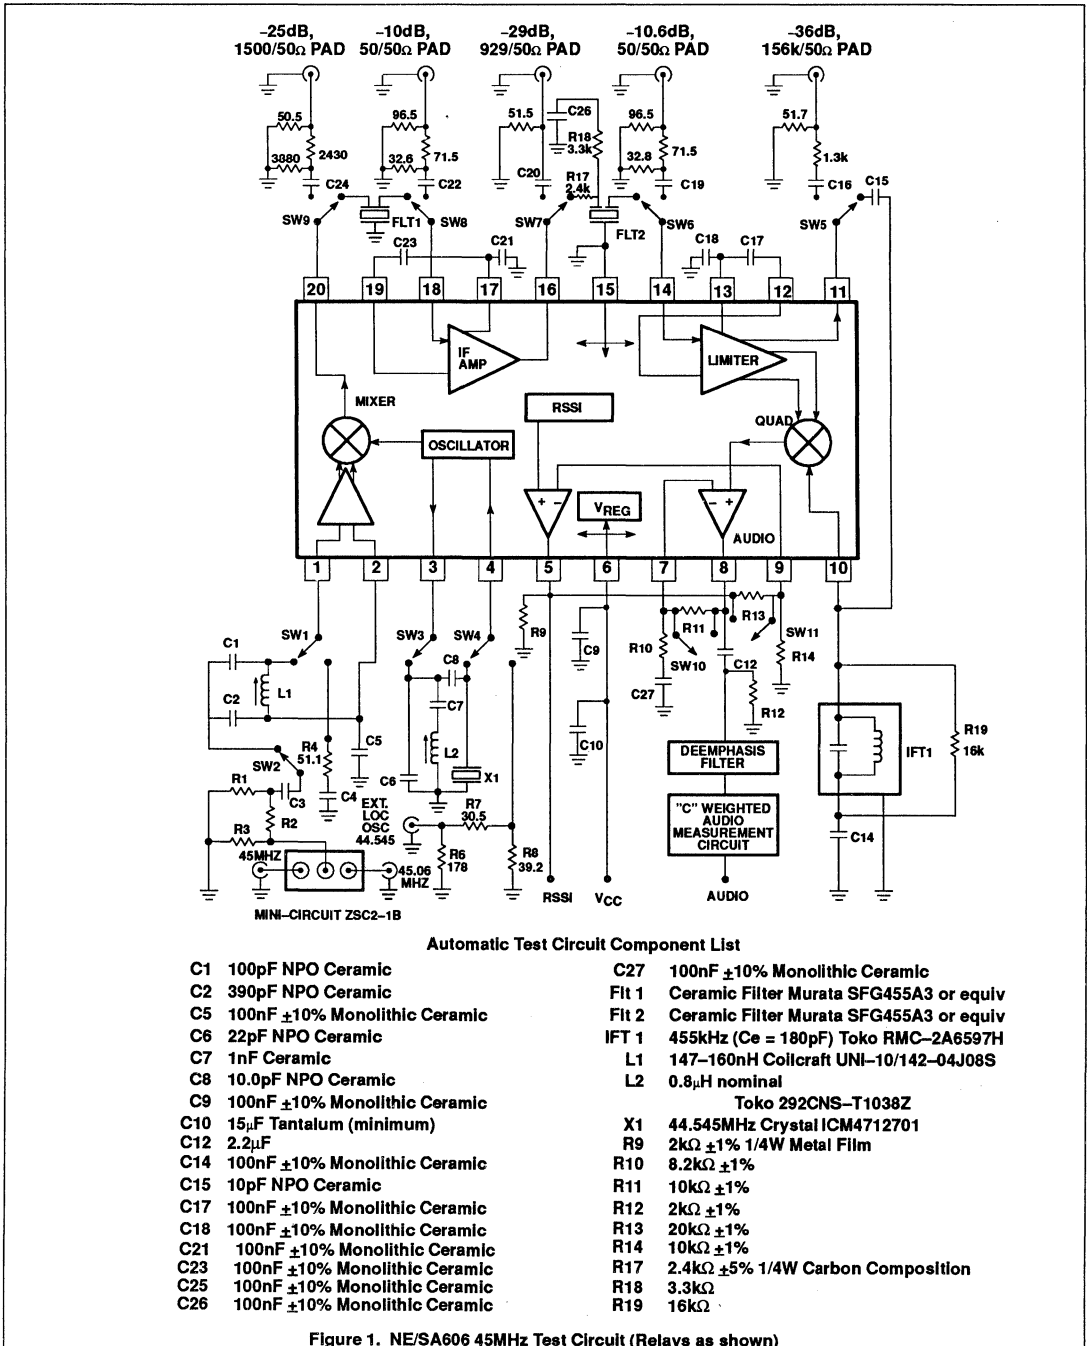 –25dB,
1500/50Ω PAD
–10dB,
50/50Ω PAD
–29dB,
929/50Ω PAD
–10.6dB,
50/50Ω PAD
–36dB,
156k/50Ω PAD
50.5
2430
3880
C24
96.5
71.5
32.6
C22
51.5
C26
R18
3.3k
C20
R17
2.4k
96.5
71.5
32.8
C19
51.7
1.3k
C16
C15
SW9
FLT1
SW8
SW7
FLT2
SW6
SW5
C23
C21
C18
C17
20
19
18
17
16
15
14
13
12
11
IF
AMP
LIMITER
MIXER
RSSI
QUAD
OSCILLATOR
+ –
VREG
– +
AUDIO
1
2
3
4
5
6
7
8
9
10
SW1
C1
L1
C2
SW2
R4
51.1
C5
R1
C3
C4
R2
R3
45MHZ
45.06
MHZ
MINI–CIRCUIT ZSC2–1B
SW3
SW4
C8
C7
L2
C6
X1
EXT.
LOC
OSC
44.545
R7
30.5
R6
178
R8
39.2
R9
C9
C10
RSSI
VCC
R10
C27
R11
SW10
R13
SW11
R14
C12
R12
DEEMPHASIS
FILTER
"C" WEIGHTED
AUDIO
MEASUREMENT
CIRCUIT
AUDIO
R19
16k
IFT1
C14
Automatic Test Circuit Component List
C1 100pF NPO Ceramic
C2 390pF NPO Ceramic
C5 100nF ±10% Monolithic Ceramic
C6 22pF NPO Ceramic
C7 1nF Ceramic
C8 10.0pF NPO Ceramic
C9 100nF ±10% Monolithic Ceramic
C10 15μF Tantalum (minimum)
C12 2.2μF
C14 100nF ±10% Monolithic Ceramic
C15 10pF NPO Ceramic
C17 100nF ±10% Monolithic Ceramic
C18 100nF ±10% Monolithic Ceramic
C21 100nF ±10% Monolithic Ceramic
C23 100nF ±10% Monolithic Ceramic
C25 100nF ±10% Monolithic Ceramic
C26 100nF ±10% Monolithic Ceramic
C27 100nF ±10% Monolithic Ceramic
Flt 1 Ceramic Filter Murata SFG455A3 or equiv
Flt 2 Ceramic Filter Murata SFG455A3 or equiv
IFT 1 455kHz (Ce = 180pF) Toko RMC–2A6597H
L1 147–160nH Coilcraft UNI–10/142–04J08S
L2 0.8μH nominal
Toko 292CNS–T1038Z
X1 44.545MHz Crystal ICM4712701
R9 2kΩ ±1% 1/4W Metal Film
R10 8.2kΩ ±1%
R11 10kΩ ±1%
R12 2kΩ ±1%
R13 20kΩ ±1%
R14 10kΩ ±1%
R17 2.4kΩ ±5% 1/4W Carbon Composition
R18 3.3kΩ
R19 16kΩ
Figure 1. NE/SA606 45MHz Test Circuit (Relays as shown)